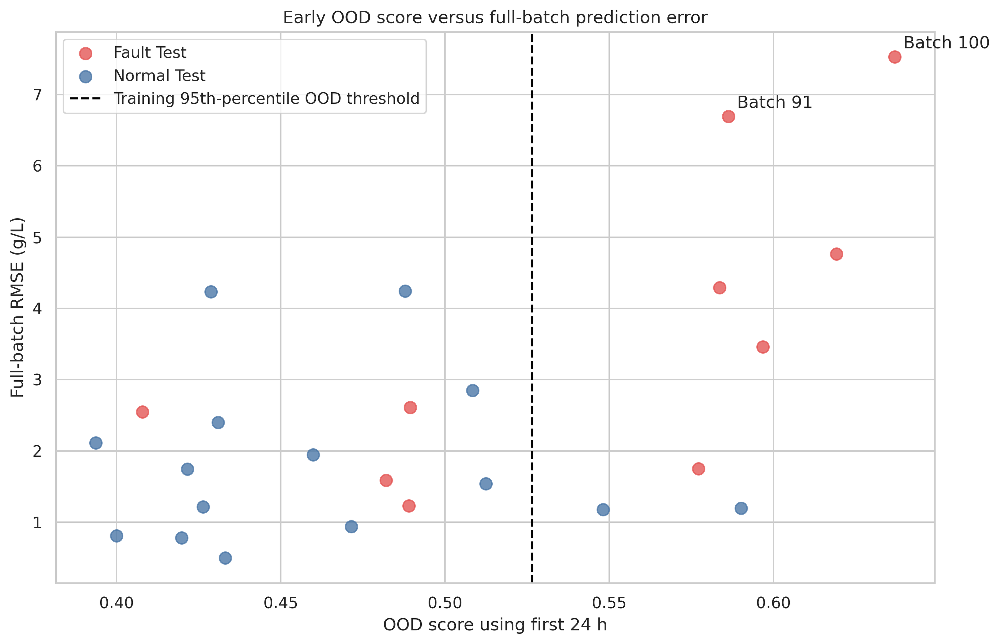 Early OOD score versus full-batch prediction error
Fault Test
Normal Test
Training 95th-percentile OOD threshold
Batch 100
Batch 91
Full-batch RMSE (g/L)
7
6
5
4
3
2
1
0.40
0.45
0.50
0.55
0.60
OOD score using first 24 h